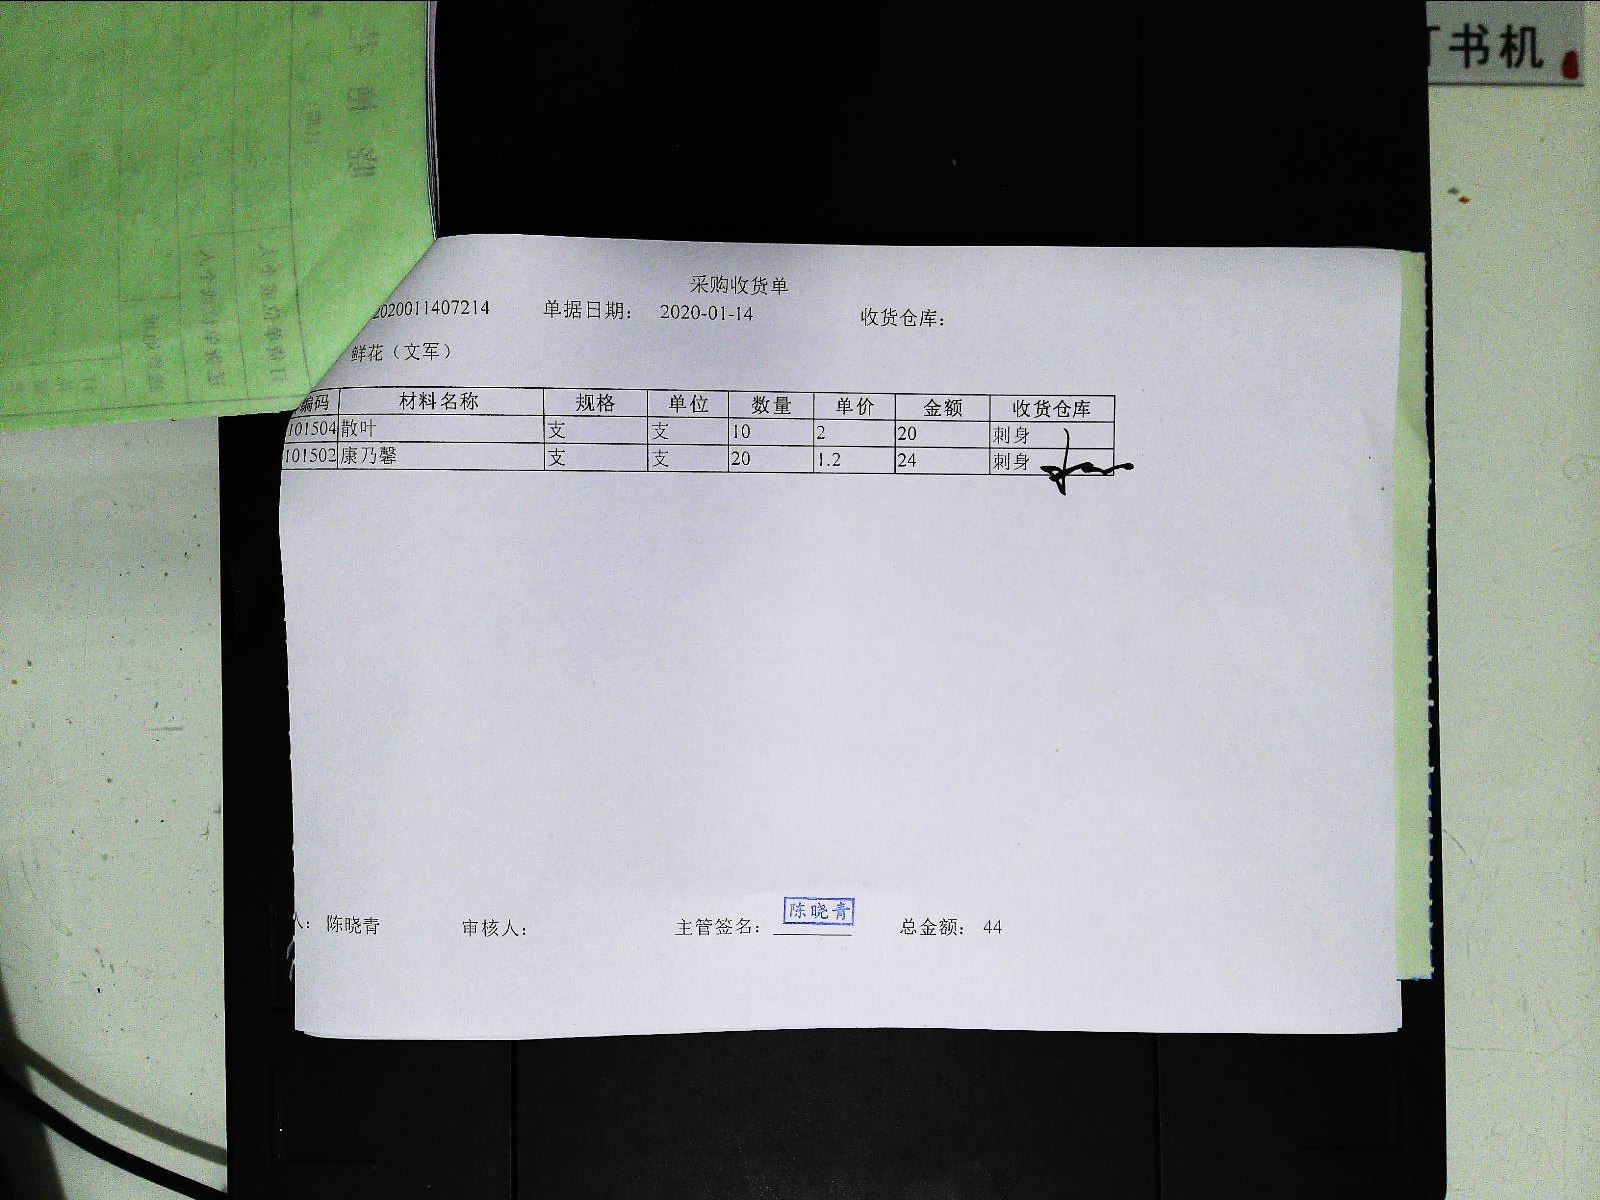 书机
采购收货单
2020011407214 单据日期: 2020-01-14 收货仓库:
鲜花（文军）
编码 材料名称 规格 单位 数量 单价 金额 收货仓库
101504 散叶 支 支 10 2 20 刺身
101502 康乃馨 支 支 20 1.2 24 刺身
人: 陈晓青 审核人: 主管签名: 陈晓青 总金额: 44